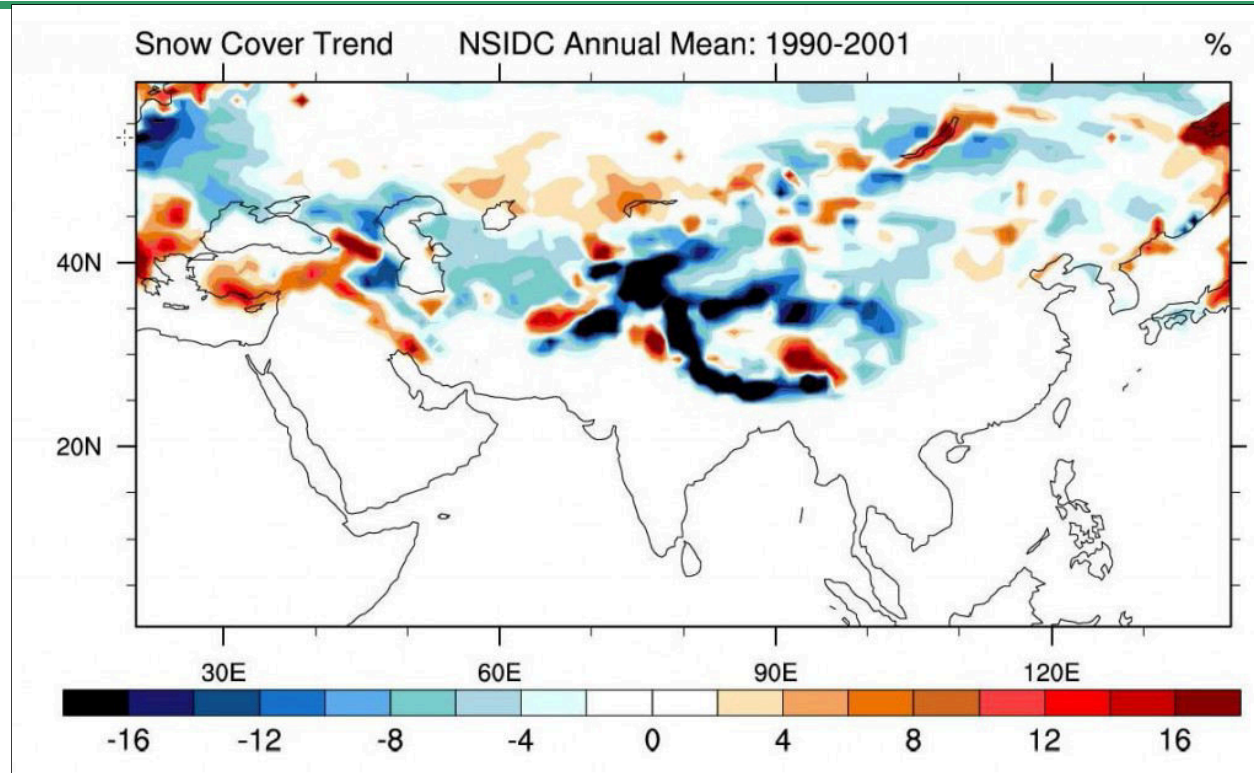 Snow Cover Trend NSIDC Annual Mean: 1990-2001 %
40N
20N
30E 60E 90E 120E
-16 -12 -8 -4 0 4 8 12 16